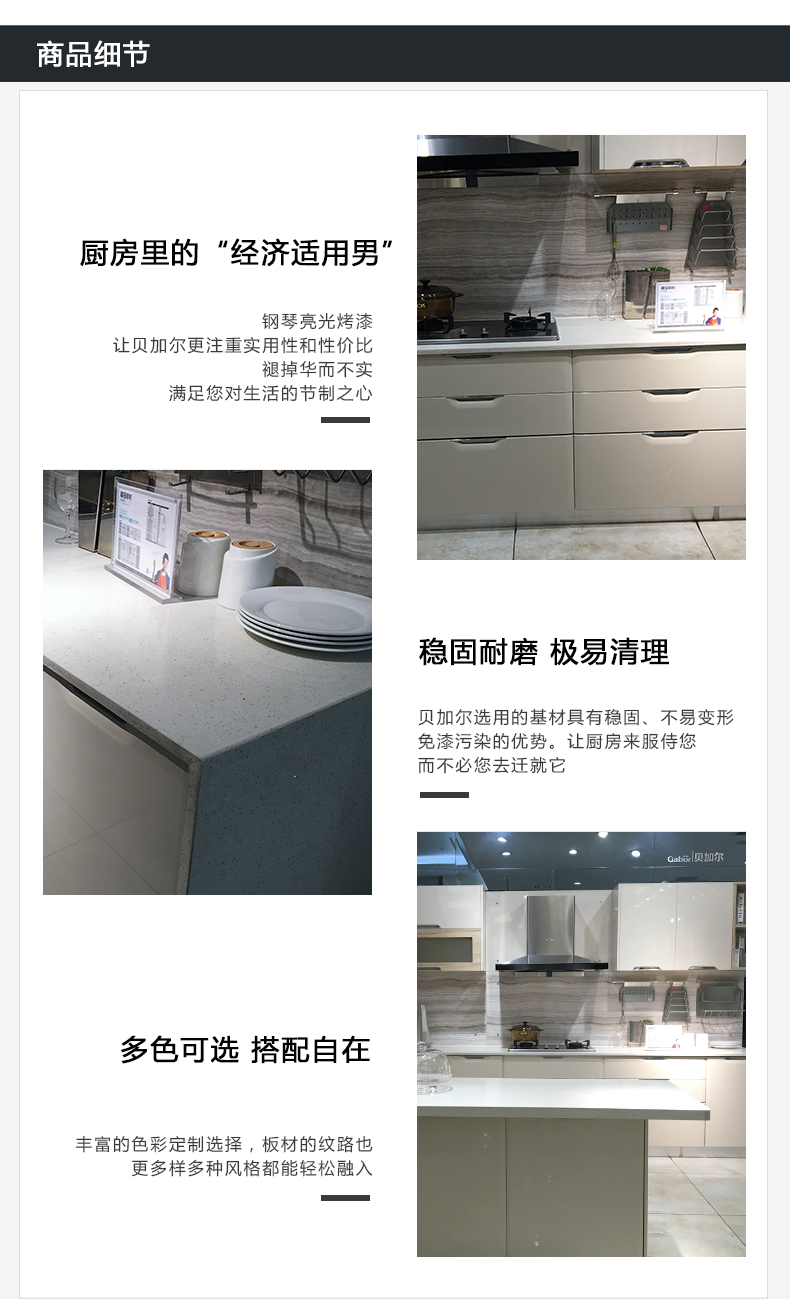 商品细节
厨房里的“经济适用男”
钢琴亮光烤漆
让贝加尔更注重实用性和性价比
褪掉华而不实
满足您对生活的节制之心
稳固耐磨 极易清理
贝加尔选用的基材具有稳固、不易变形
免漆污染的优势。让厨房来服侍您
而不必您去迁就它
Gabor 贝加尔
多色可选 搭配自在
丰富的色彩定制选择，板材的纹路也
更多样多种风格都能轻松融入